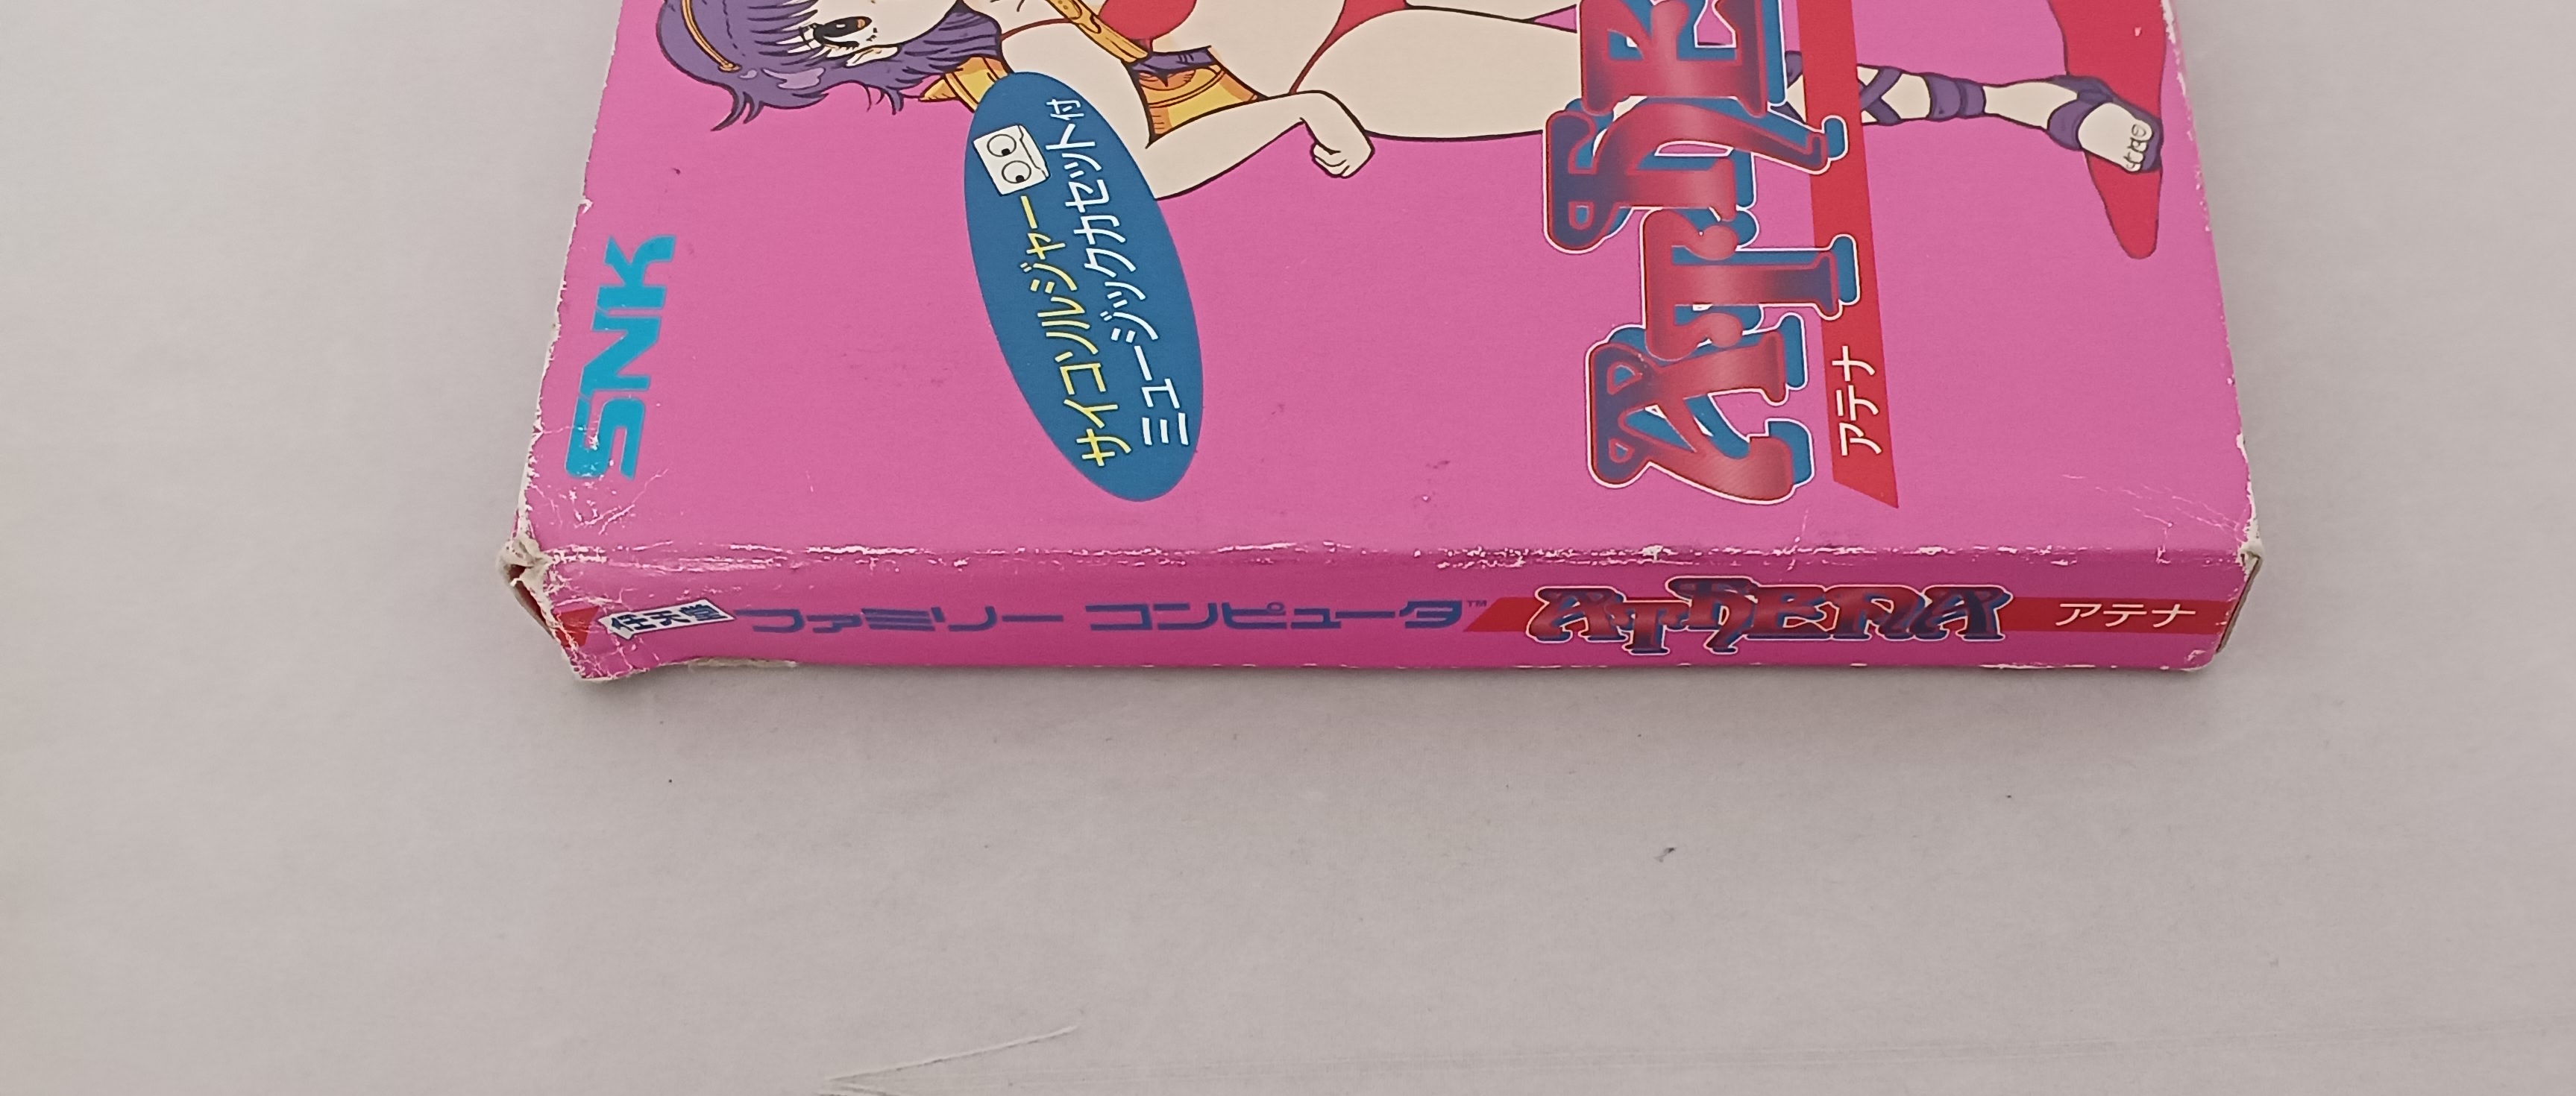 SNK
サイコソルジャー
ミュージックカセット付
ATHE
アテナ
任天堂 ファミリー コンピュータ™ ATHENA アテナ